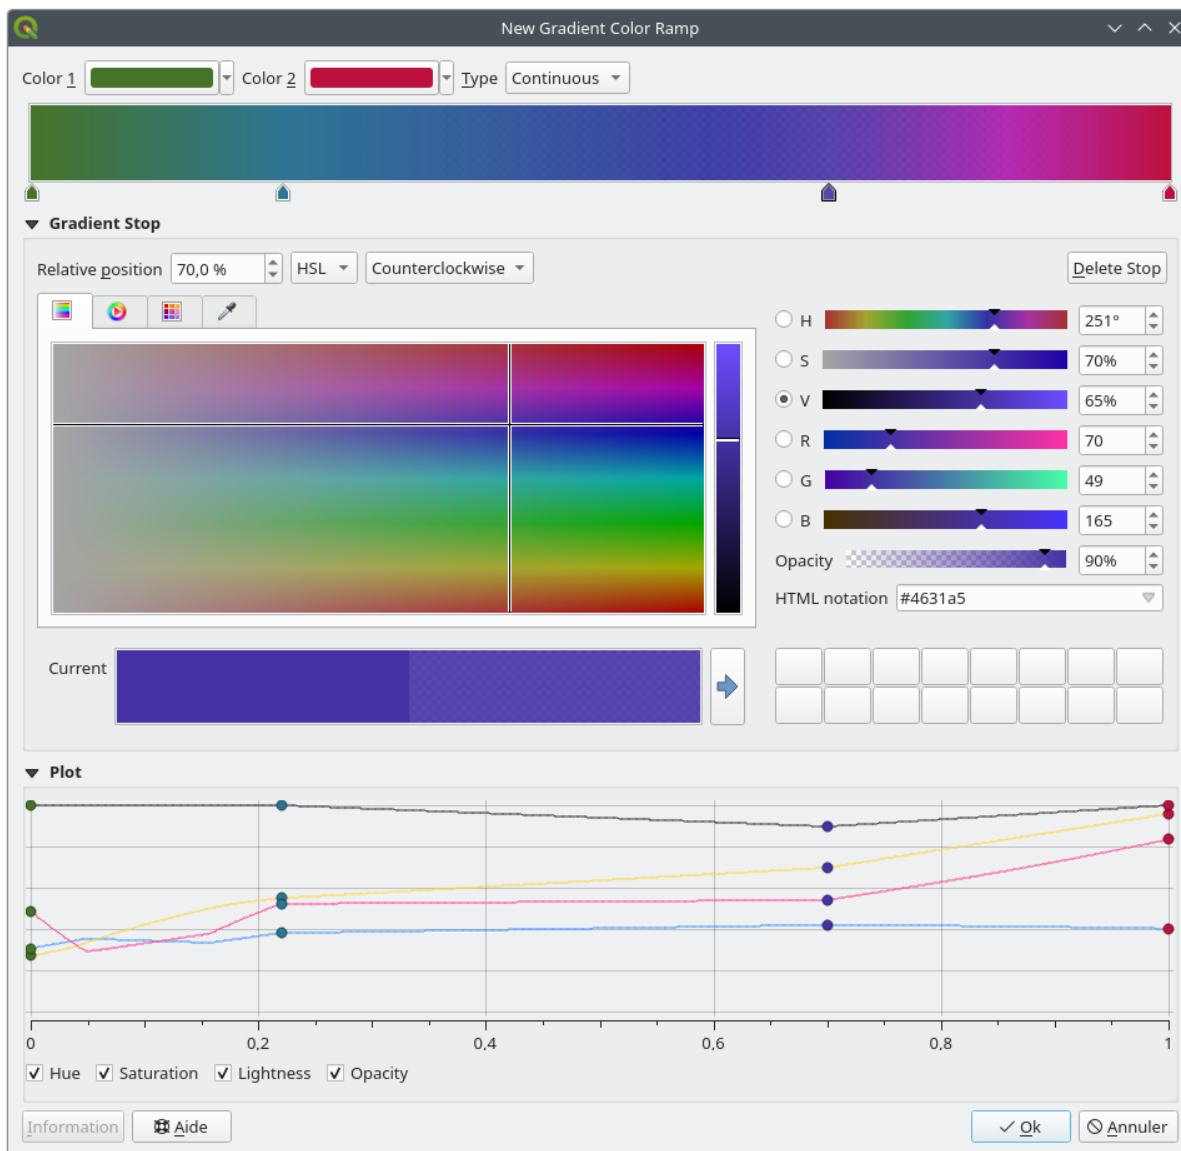 New Gradient Color Ramp
Color 1 Color 2 Type Continuous
Gradient Stop
Relative position 70,0 % HSL Counterclockwise Delete Stop
H 251°
S 70%
V 65%
R 70
G 49
B 165
Opacity 90%
HTML notation #4631a5
Current
Plot
0 0,2 0,4 0,6 0,8 1
Hue Saturation Lightness Opacity
Information Aide Ok Annuler